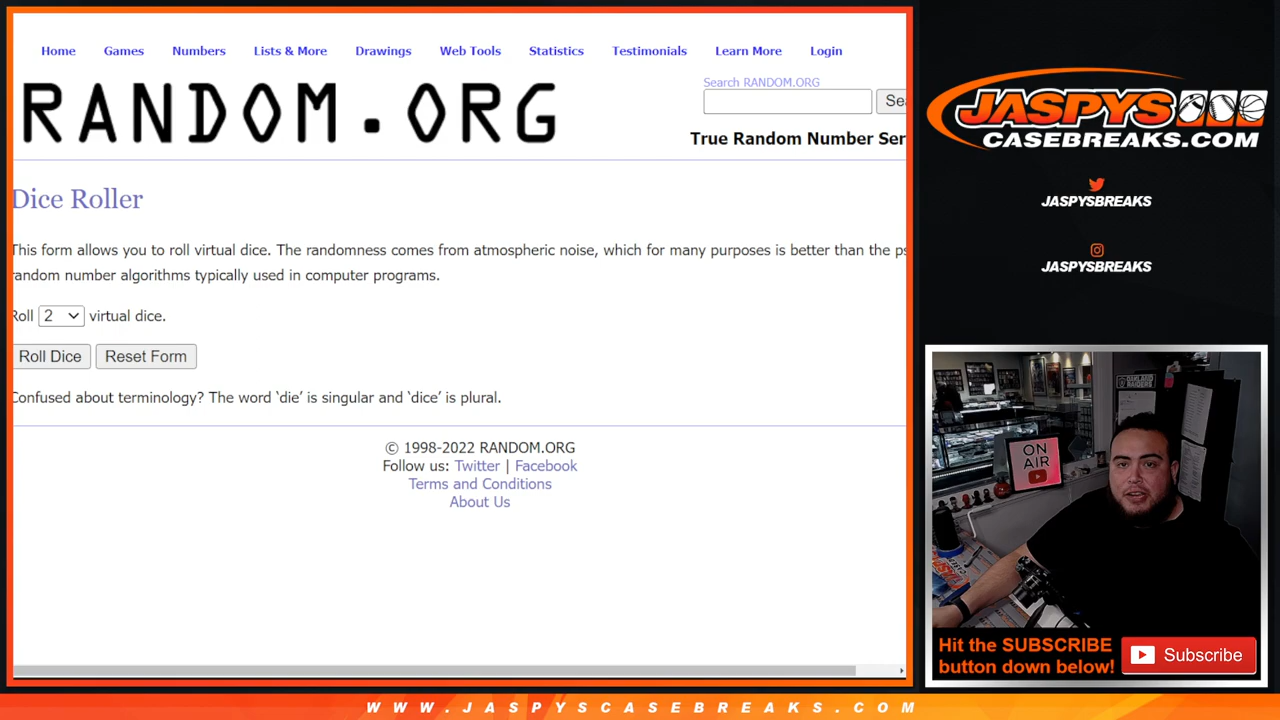 Home Games Numbers Lists & More Drawings Web Tools Statistics Testimonials Learn More Login
RANDOM.ORG
Search RANDOM.ORG
True Random Number Ser
Dice Roller
This form allows you to roll virtual dice. The randomness comes from atmospheric noise, which for many purposes is better than the ps
random number algorithms typically used in computer programs.
Roll 2 virtual dice.
Roll Dice Reset Form
Confused about terminology? The word ‘die’ is singular and ‘dice’ is plural.
© 1998-2022 RANDOM.ORG
Follow us: Twitter | Facebook
Terms and Conditions
About Us
JASPYS
CASEBREAKS.COM
JASPYSBREAKS
JASPYSBREAKS
OAKLAND
RAIDERS
ON
AIR
Hit the SUBSCRIBE
button down below!
Subscribe
WWW.JASPYSCASEBREAKS.COM